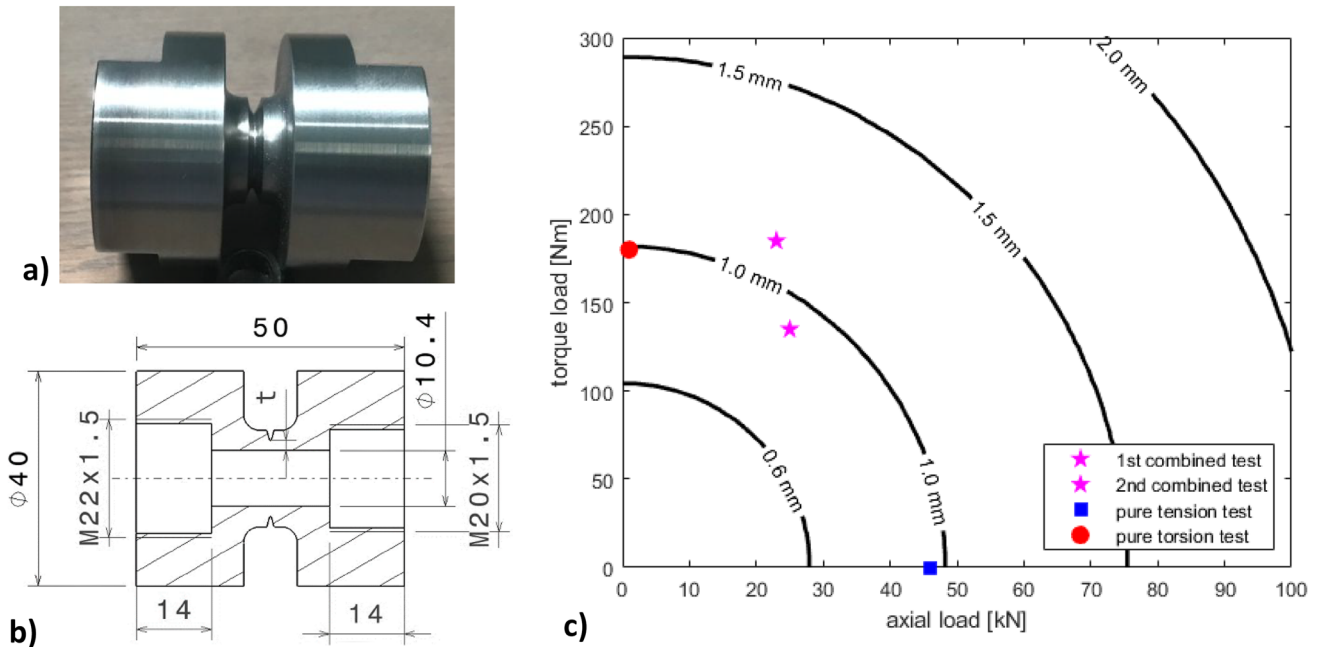 a)
50
ϕ10.4
t
M22x1.5
ϕ40
M20x1.5
14
14
b)
300
250
200
150
100
50
0
torque load [Nm]
2.0 mm
1.5 mm
1.5 mm
1.0 mm
1.0 mm
0.6 mm
1st combined test
2nd combined test
pure tension test
pure torsion test
0 10 20 30 40 50 60 70 80 90 100
axial load [kN]
c)